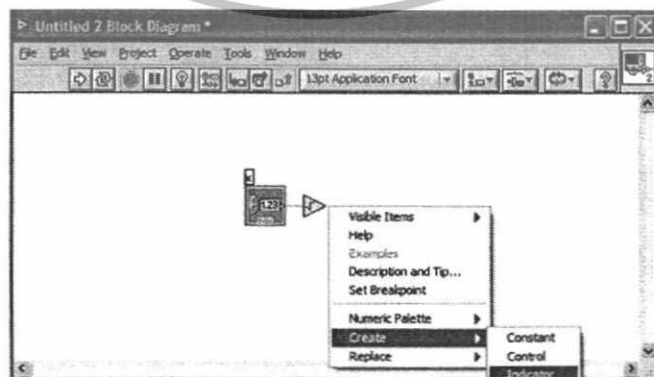 Untitled 2 Block Diagram *
File Edit View Project Operate Tools Window Help
13pt Application Font
2
x
1.23
Visible Items
Help
Examples
Description and Tip...
Set Breakpoint
Numeric Palette
Create
Replace
Constant
Control
Indicator